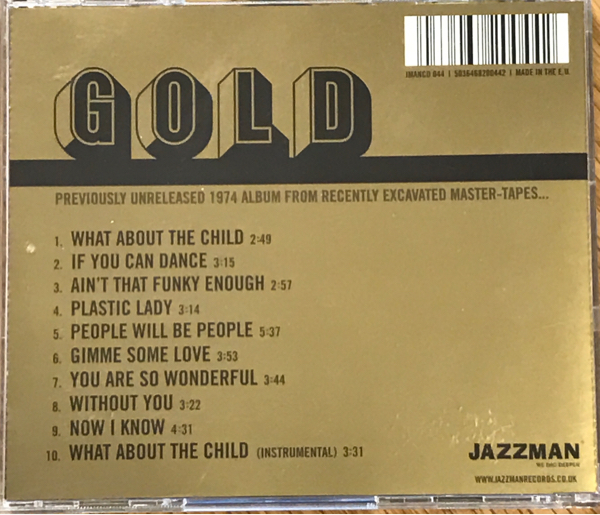 JMANCD 044 | 5036468200442 | MADE IN THE E.U.
GOLD
PREVIOUSLY UNRELEASED 1974 ALBUM FROM RECENTLY EXCAVATED MASTER-TAPES...
1. WHAT ABOUT THE CHILD 2:49
2. IF YOU CAN DANCE 3:15
3. AIN'T THAT FUNKY ENOUGH 2:57
4. PLASTIC LADY 3:14
5. PEOPLE WILL BE PEOPLE 5:37
6. GIMME SOME LOVE 3:53
7. YOU ARE SO WONDERFUL 3:44
8. WITHOUT YOU 3:22
9. NOW I KNOW 4:31
10. WHAT ABOUT THE CHILD (INSTRUMENTAL) 3:31
JAZZMAN
WE DIG DEEPER
WWW.JAZZMANRECORDS.CO.UK